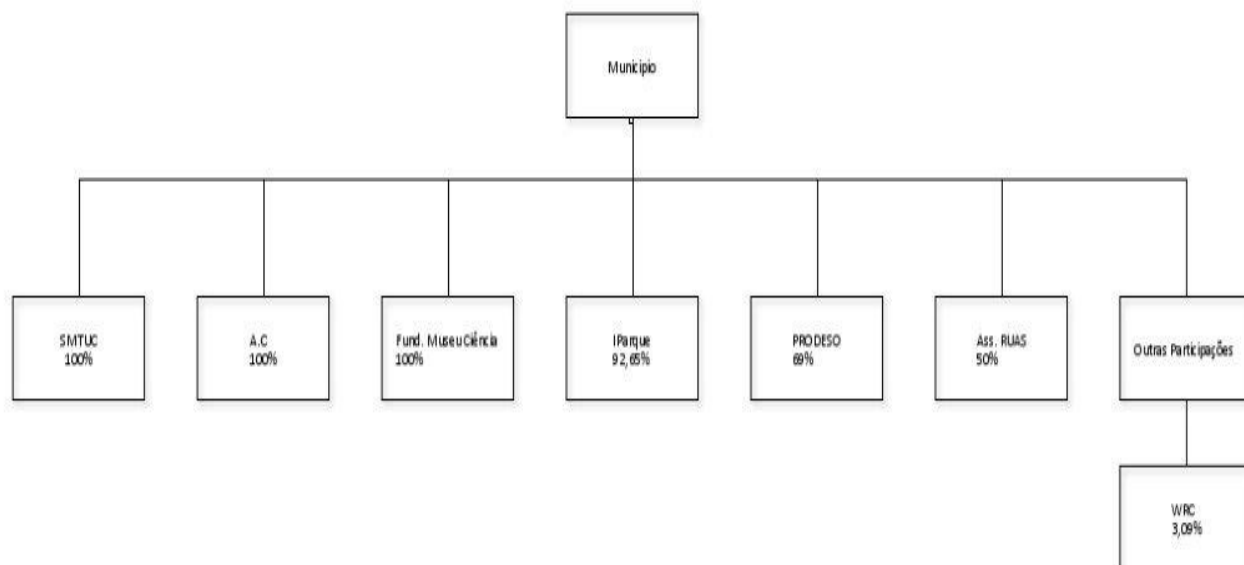 Municipio
SMTUC
100%
A.C
100%
Fund. Museu Ciência
100%
IParque
92,65%
PRODESO
69%
Ass. RUAS
50%
Outras Participações
WRC
3,09%